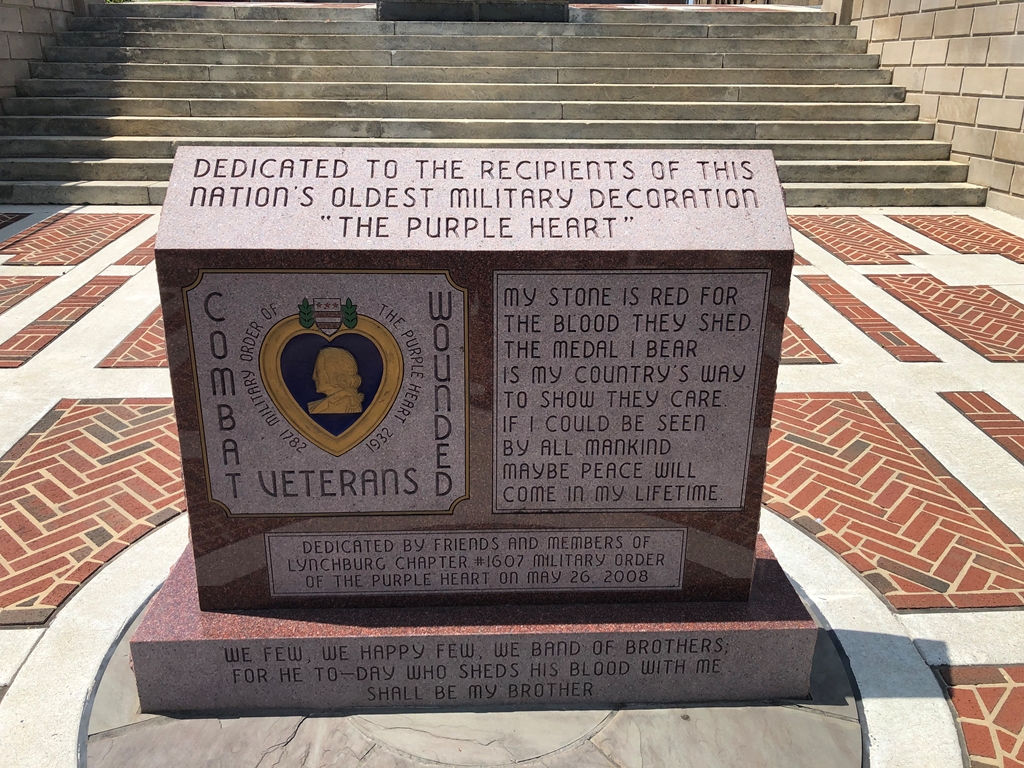 DEDICATED TO THE RECIPIENTS OF THIS
NATION'S OLDEST MILITARY DECORATION
"THE PURPLE HEART"
COMBAT
WOUNDED
VETERANS
MILITARY ORDER OF
THE PURPLE HEART
1782
1932
MY STONE IS RED FOR
THE BLOOD THEY SHED.
THE MEDAL I BEAR
IS MY COUNTRY'S WAY
TO SHOW THEY CARE.
IF I COULD BE SEEN
BY ALL MANKIND
MAYBE PEACE WILL
COME IN MY LIFETIME.
DEDICATED BY FRIENDS AND MEMBERS OF
LYNCHBURG CHAPTER #1607 MILITARY ORDER
OF THE PURPLE HEART ON MAY 26, 2008
WE FEW, WE HAPPY FEW, WE BAND OF BROTHERS;
FOR HE TO-DAY WHO SHEDS HIS BLOOD WITH ME
SHALL BE MY BROTHER